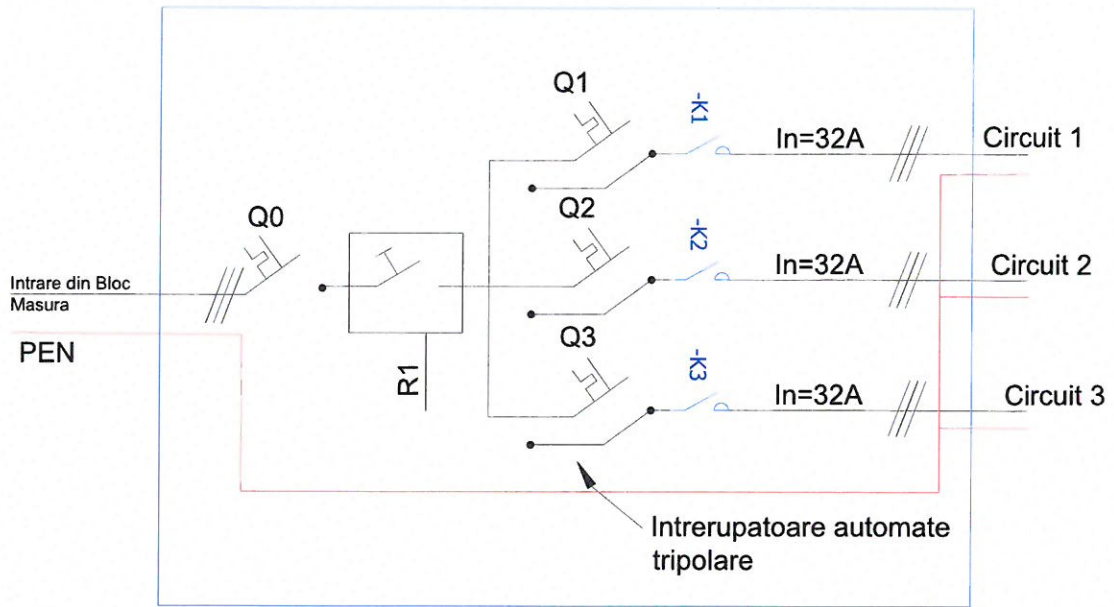 Q1
-K1
In=32A
Circuit 1
Q0
Q2
-K2
In=32A
Circuit 2
Intrare din Bloc
Masura
PEN
R1
Q3
-K3
In=32A
Circuit 3
Intrerupatoare automate
tripolare